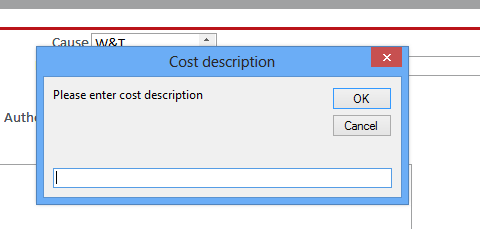 Cause W&T
Cost description
Please enter cost description
OK
Cancel